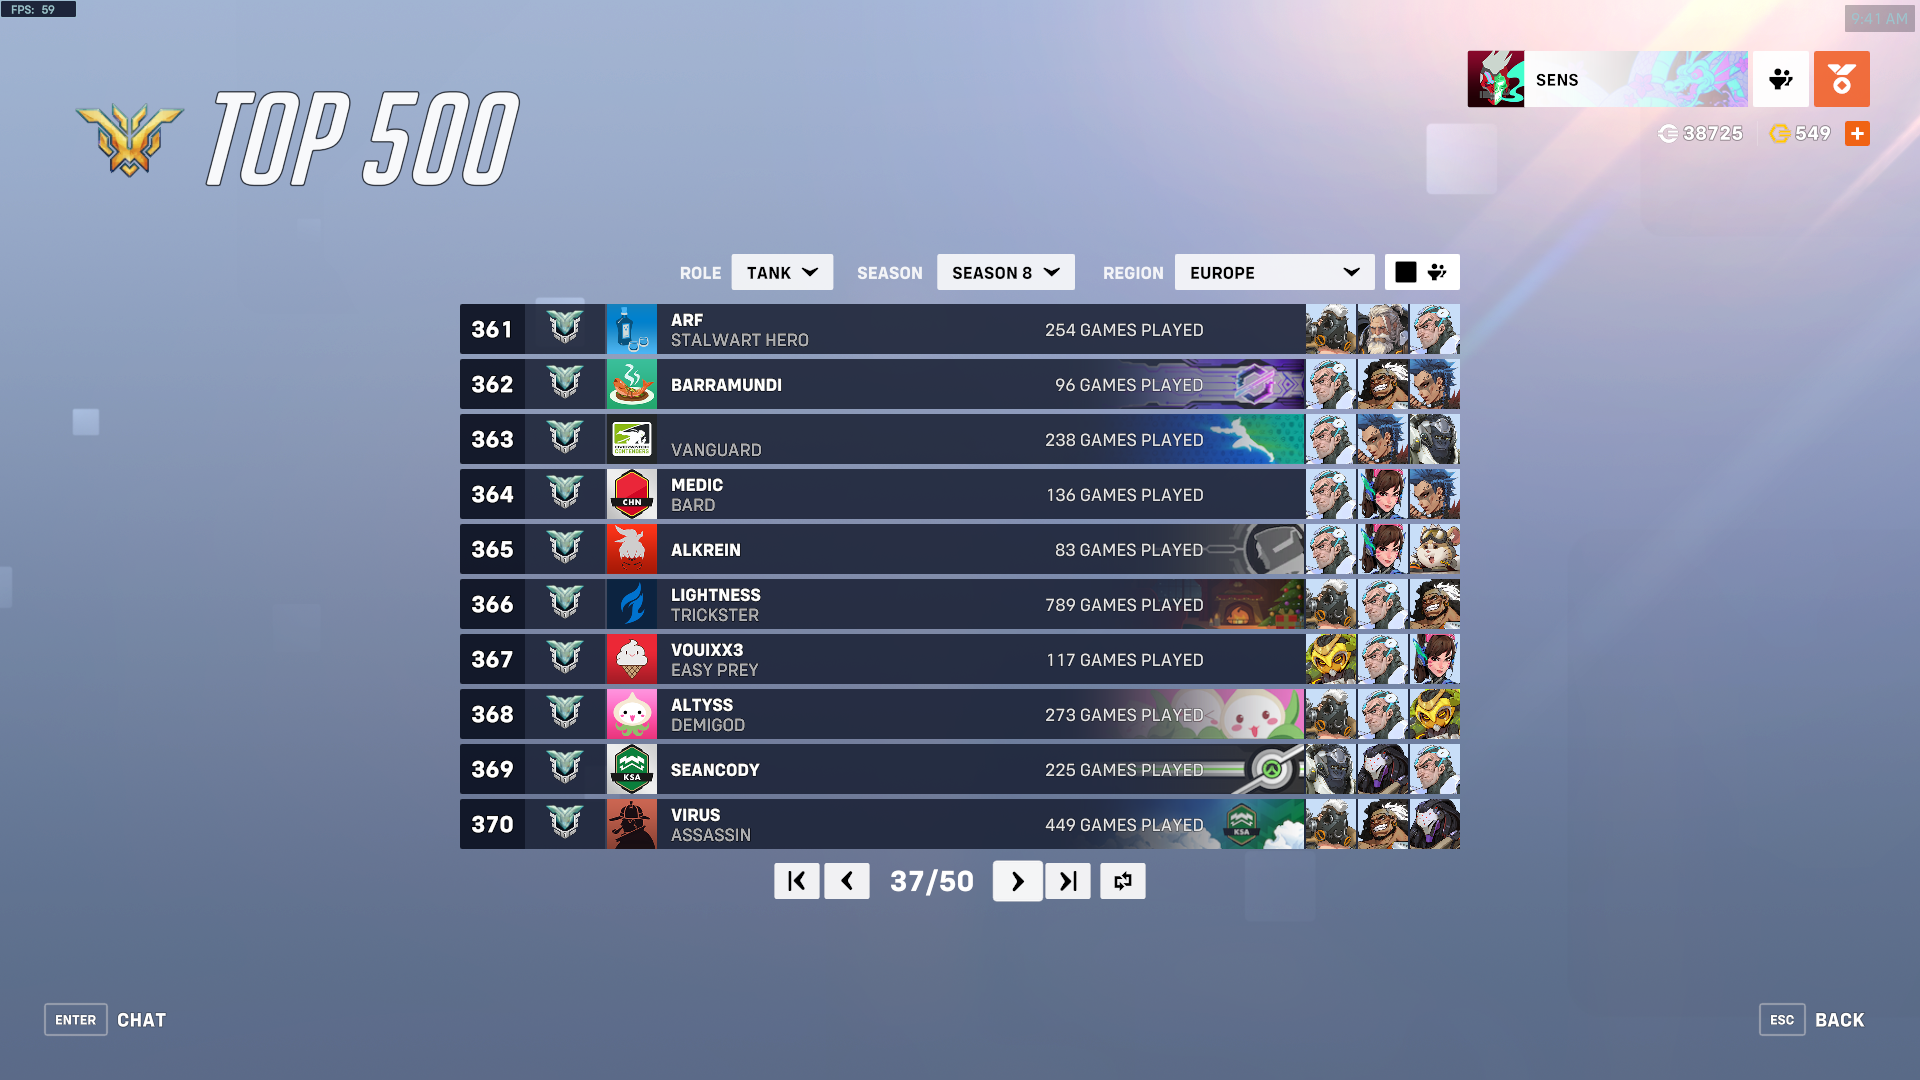 FPS: 59
9:41 AM
TOP 500
SENS
38725
549
ROLE TANK SEASON SEASON 8 REGION EUROPE
361 ARF STALWART HERO 254 GAMES PLAYED
362 BARRAMUNDI 96 GAMES PLAYED
363 CONTENDERS VANGUARD 238 GAMES PLAYED
364 CHN MEDIC BARD 136 GAMES PLAYED
365 ALKREIN 83 GAMES PLAYED
366 LIGHTNESS TRICKSTER 789 GAMES PLAYED
367 VOUIXX3 EASY PREY 117 GAMES PLAYED
368 ALTYSS DEMIGOD 273 GAMES PLAYED
369 KSA SEANCODY 225 GAMES PLAYED
370 VIRUS ASSASSIN 449 GAMES PLAYED KSA
37/50
ENTER CHAT
ESC BACK